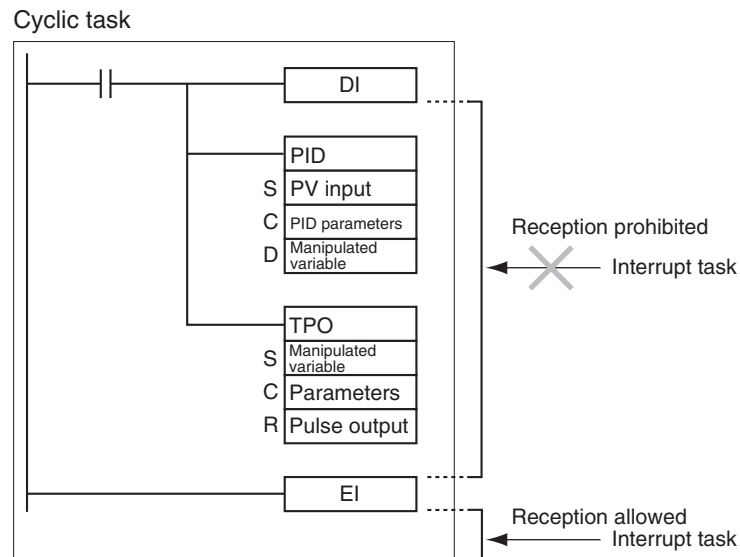 Cyclic task
DI
PID
S PV input
C PID parameters
D Manipulated
variable
Reception prohibited
Interrupt task
TPO
S Manipulated
variable
C Parameters
R Pulse output
EI
Reception allowed
Interrupt task